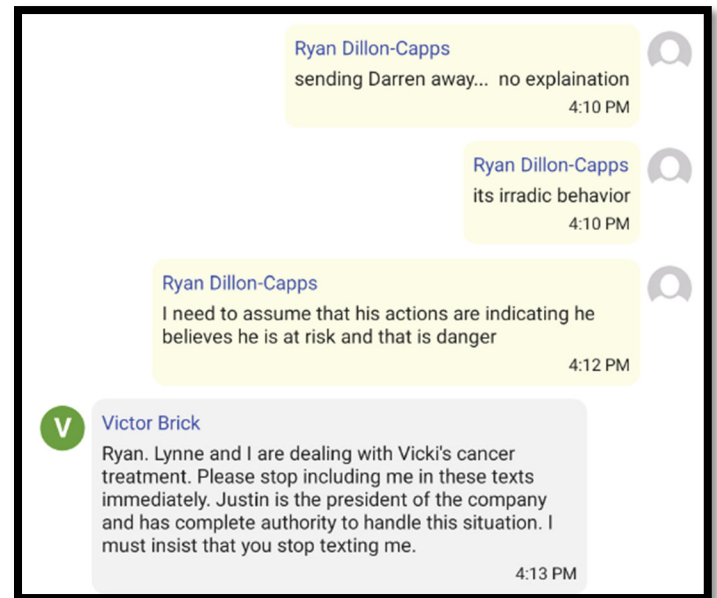 Ryan Dillon-Capps
sending Darren away... no explaination
4:10 PM
Ryan Dillon-Capps
its irradic behavior
4:10 PM
Ryan Dillon-Capps
I need to assume that his actions are indicating he
believes he is at risk and that is danger
4:12 PM
V
Victor Brick
Ryan. Lynne and I are dealing with Vicki's cancer
treatment. Please stop including me in these texts
immediately. Justin is the president of the company
and has complete authority to handle this situation. I
must insist that you stop texting me.
4:13 PM